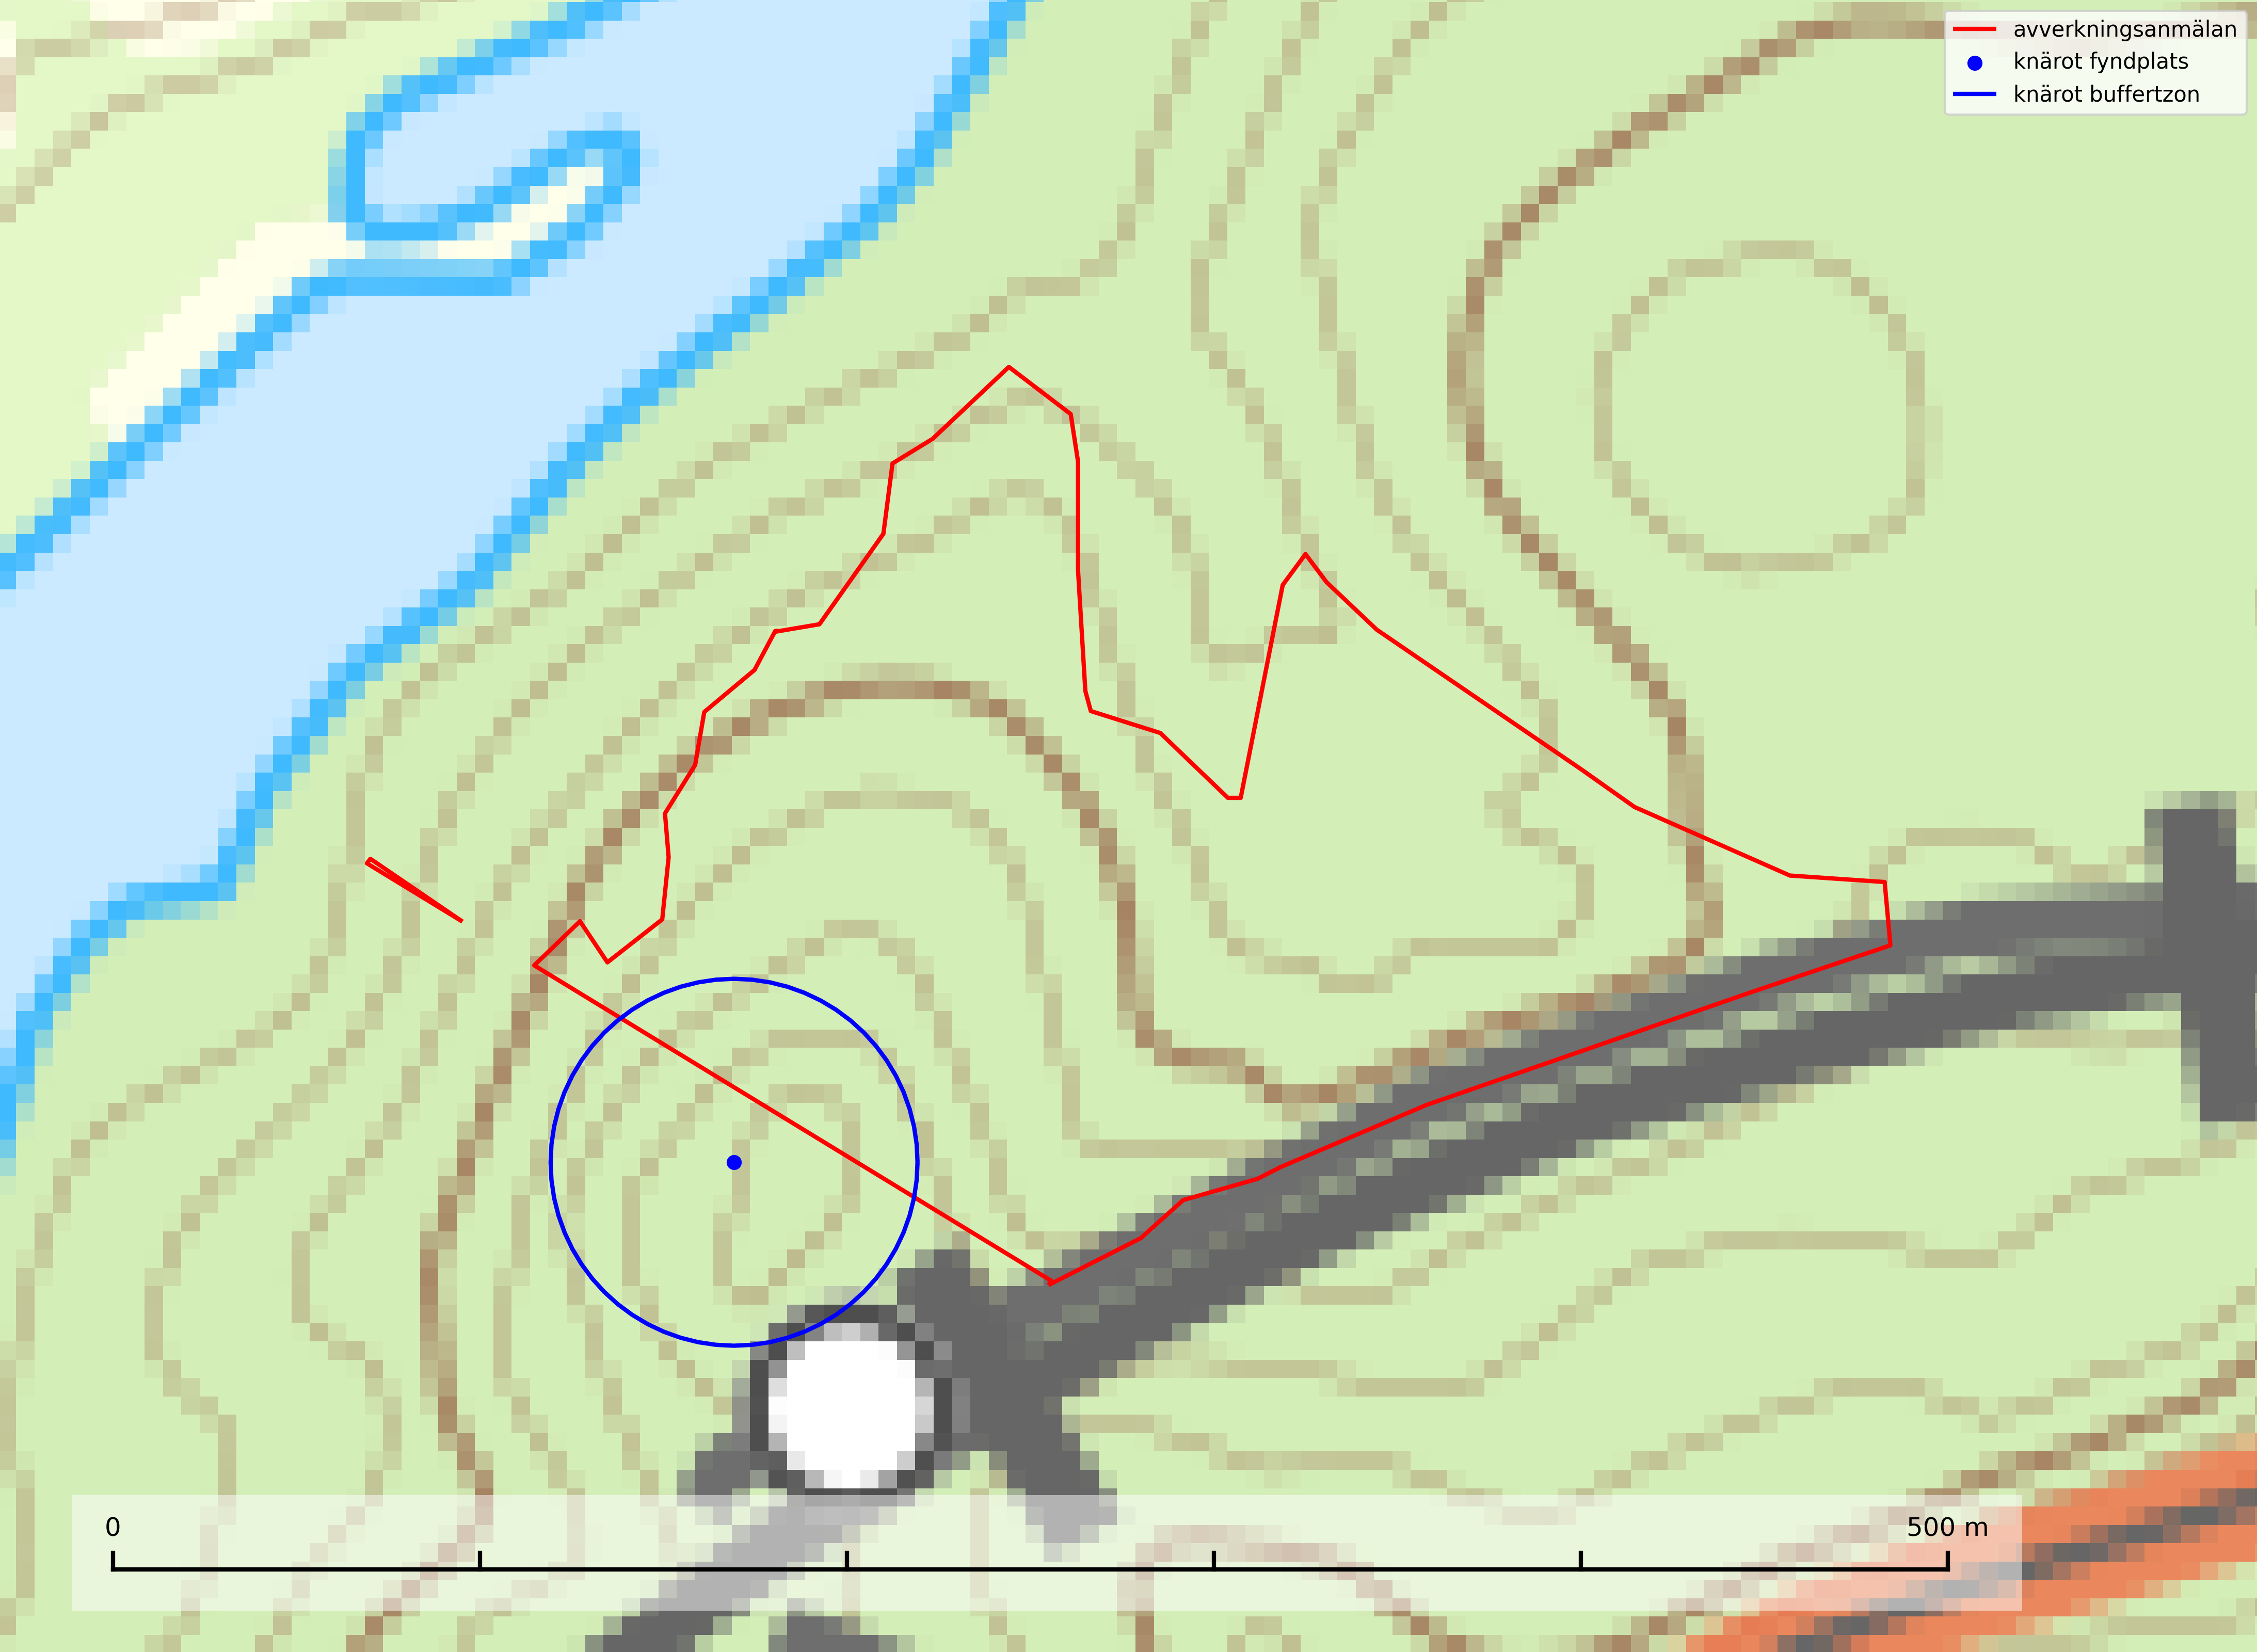 avverkningsanmälan
knärot fyndplats
knärot buffertzon
0
500 m